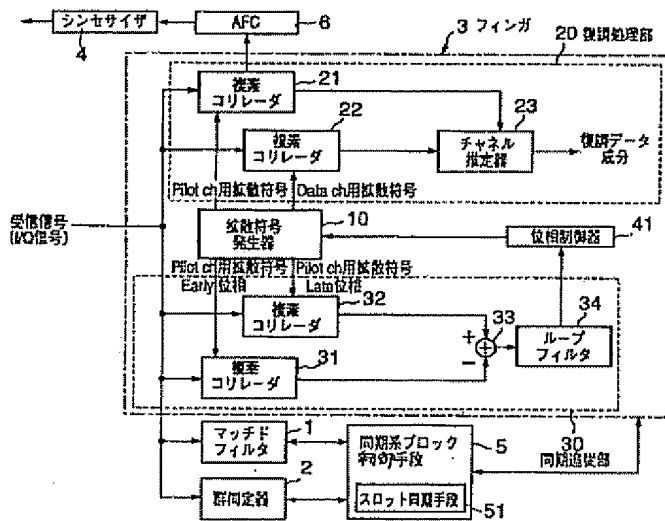 シンセサイザ
4
AFC
6
3 フィンガ
20 復調処理部
複素
コリレータ
21
複素
コリレータ
22
チャネル
推定器
23
復調データ
成分
Pilot ch用拡散符号
Data ch用拡散符号
受信信号
(I/Q信号)
拡散符号
発生器
10
位相制御器
41
Pilot ch用拡散符号
Early位相
Pilot ch用拡散符号
Late位相
複素
コリレータ
32
+
33
−
ループ
フィルタ
34
複素
コリレータ
31
30
同期追従部
マッチド
フィルタ
1
同期系ブロック
制御手段
5
群同定器
2
スロット同期手段
51